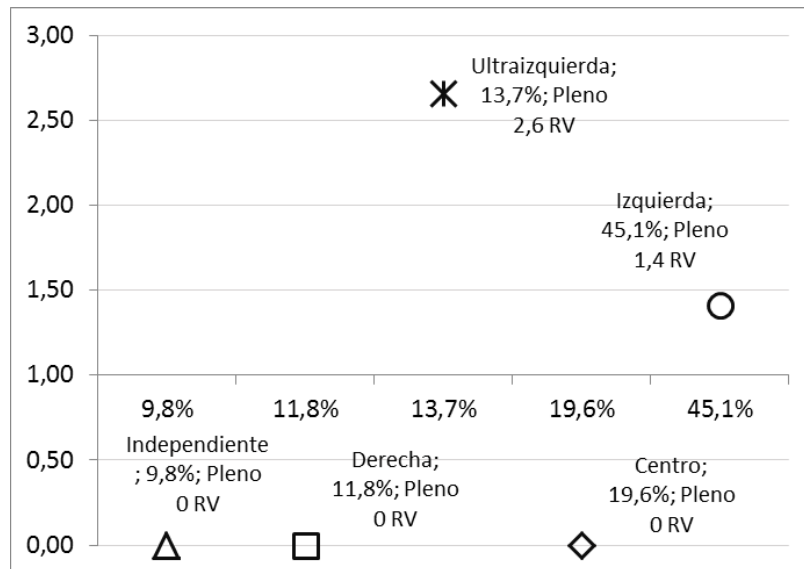 3,00
Ultraizquierda;
13,7%; Pleno
2,6 RV
2,50
2,00
Izquierda;
45,1%; Pleno
1,4 RV
1,50
1,00
9,8%
11,8%
13,7%
19,6%
45,1%
Independiente
; 9,8%; Pleno
0 RV
Derecha;
11,8%; Pleno
0 RV
Centro;
19,6%; Pleno
0 RV
0,50
0,00